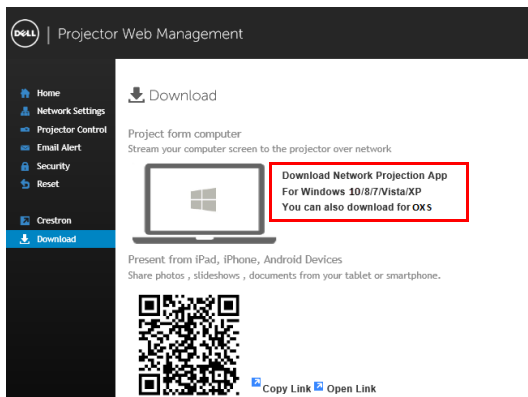 DELL | Projector Web Management
Home
Network Settings
Projector Control
Email Alert
Security
Reset
Crestron
Download
Download
Project form computer
Stream your computer screen to the projector over network
Download Network Projection App
For Windows 10/8/7/Vista/XP
You can also download for OXS
Present from iPad, iPhone, Android Devices
Share photos , slideshows , documents from your tablet or smartphone.
Copy Link Open Link